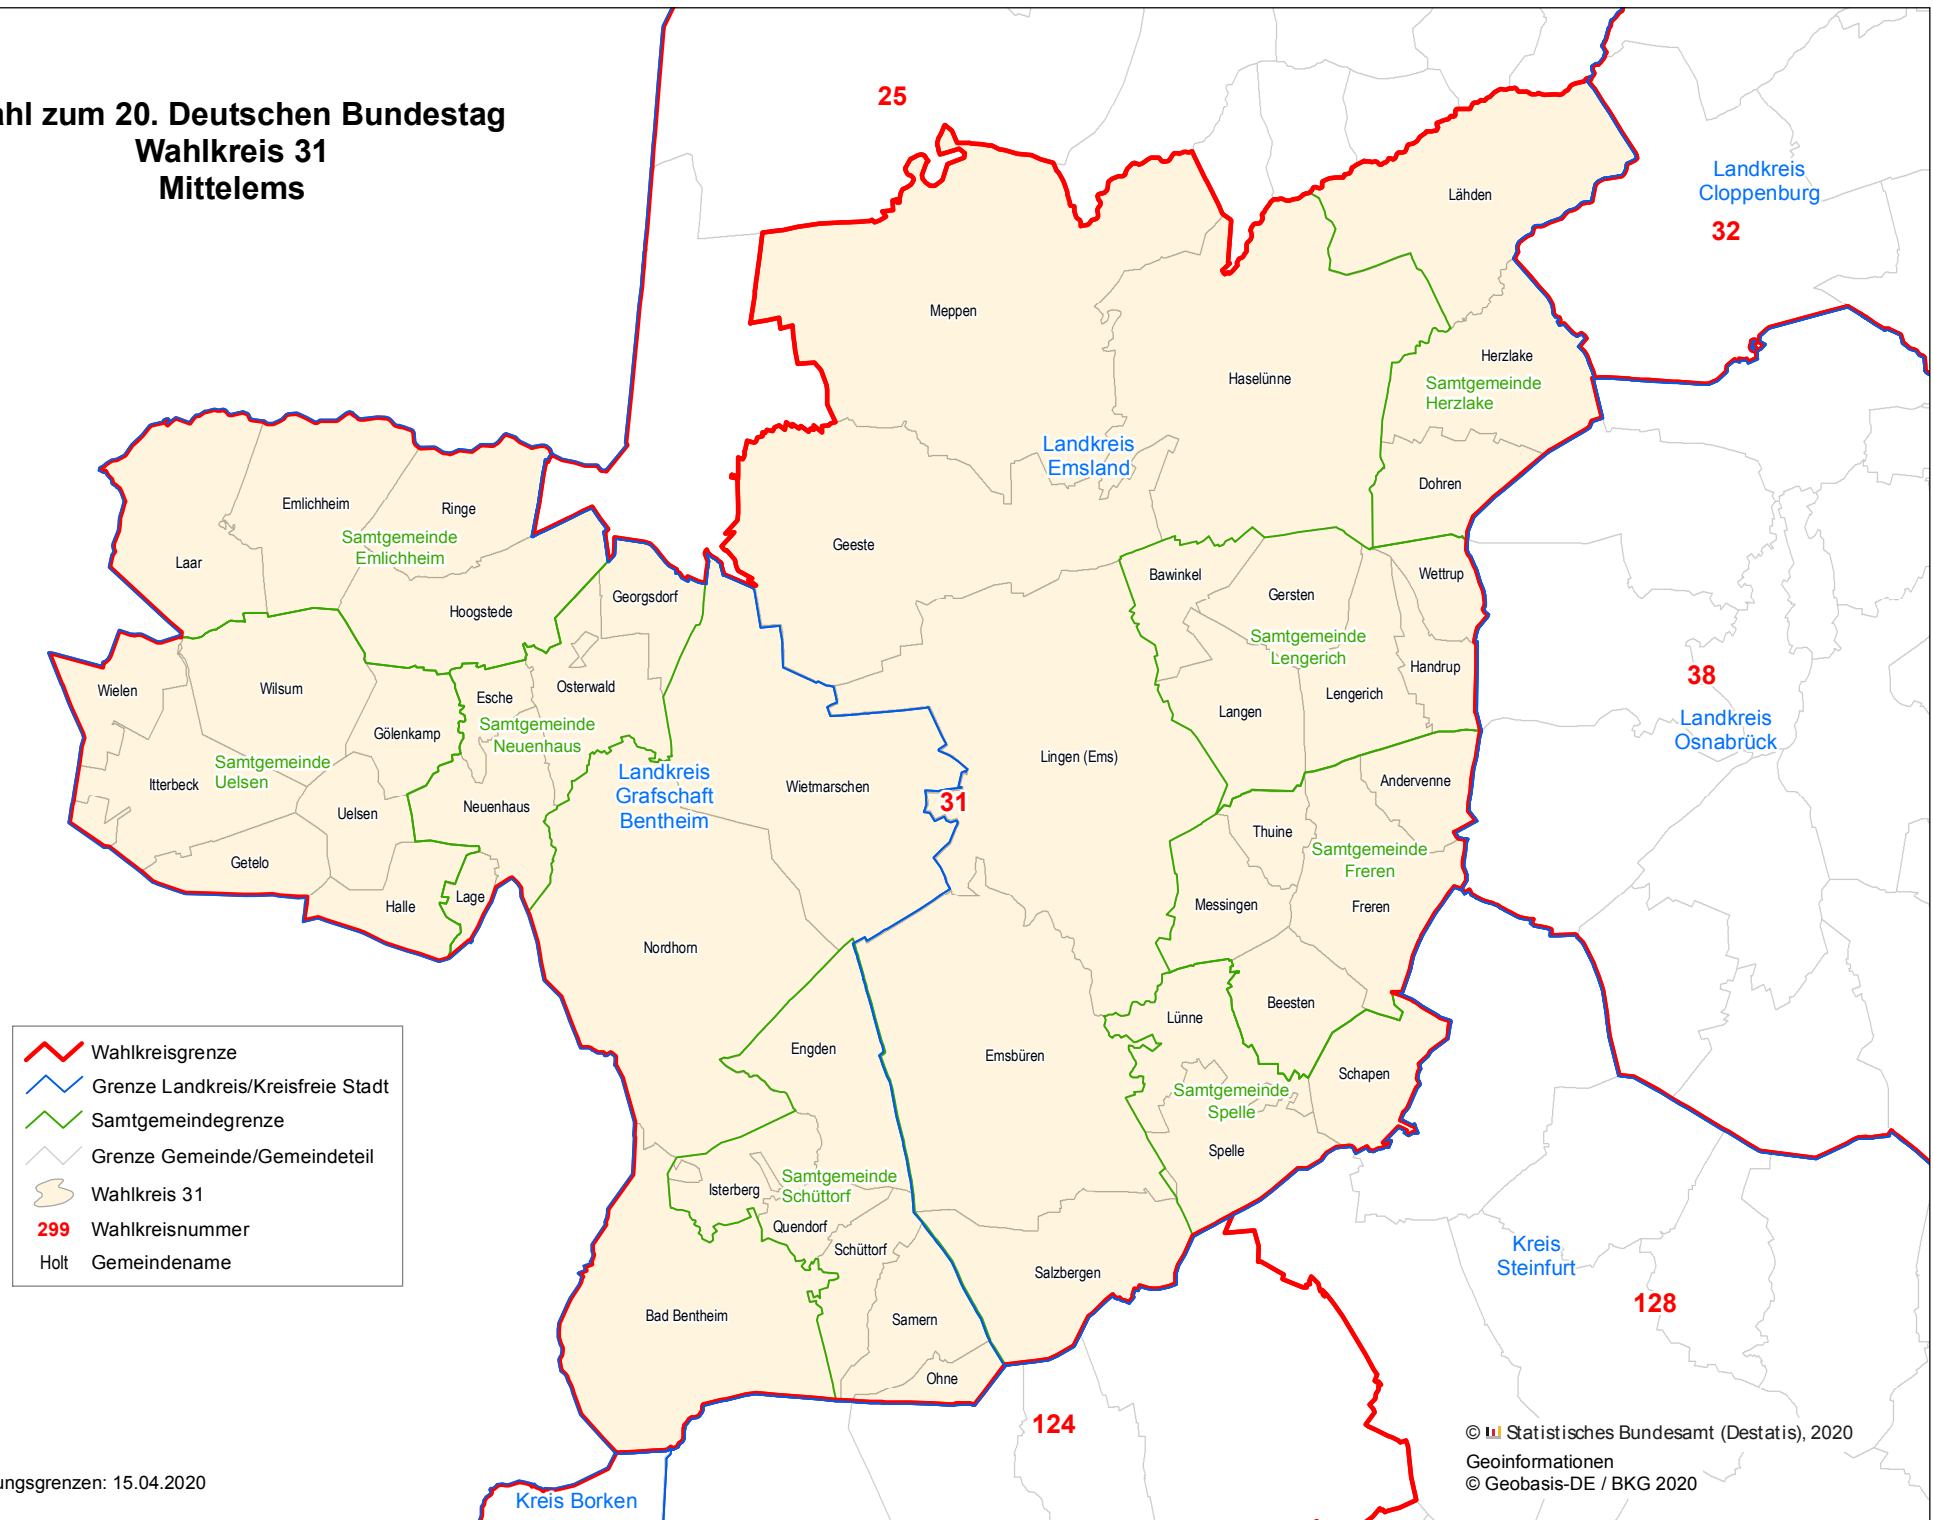 ahl zum 20. Deutschen Bundestag
Wahlkreis 31
Mittelems
25
Landkreis
Cloppenburg
32
Lähden
Meppen
Haselünne
Herzlake
Samtgemeinde
Herzlake
Landkreis
Emsland
Dohren
Emlichheim
Ringe
Samtgemeinde
Emlichheim
Laar
Hoogstede
Geeste
Georgsdorf
Bawinkel
Gersten
Wettrup
Samtgemeinde
Lengerich
Handrup
Lengerich
Langen
38
Landkreis
Osnabrück
Wielen
Wilsum
Esche
Osterwald
Gölenkamp
Samtgemeinde
Neuenhaus
Samtgemeinde
Uelsen
Itterbeck
Uelsen
Neuenhaus
Landkreis
Grafschaft
Bentheim
Wietmarschen
31
Lingen (Ems)
Andervenne
Thuine
Samtgemeinde
Freren
Getelo
Halle
Lage
Messingen
Freren
Nordhorn
Beesten
Lünne
Engden
Emsbüren
Schapen
Samtgemeinde
Spelle
Spelle
Isterberg
Samtgemeinde
Schüttorf
Quendorf
Schüttorf
Salzbergen
Bad Bentheim
Samern
Ohne
Kreis
Steinfurt
128
124
Kreis Borken
Wahlkreisgrenze
Grenze Landkreis/Kreisfreie Stadt
Samtgemeindegrenze
Grenze Gemeinde/Gemeindeteil
Wahlkreis 31
299 Wahlkreisnummer
Holt Gemeindename
ungsgrenzen: 15.04.2020
© Statistisches Bundesamt (Destatis), 2020
Geoinformationen
© Geobasis-DE / BKG 2020